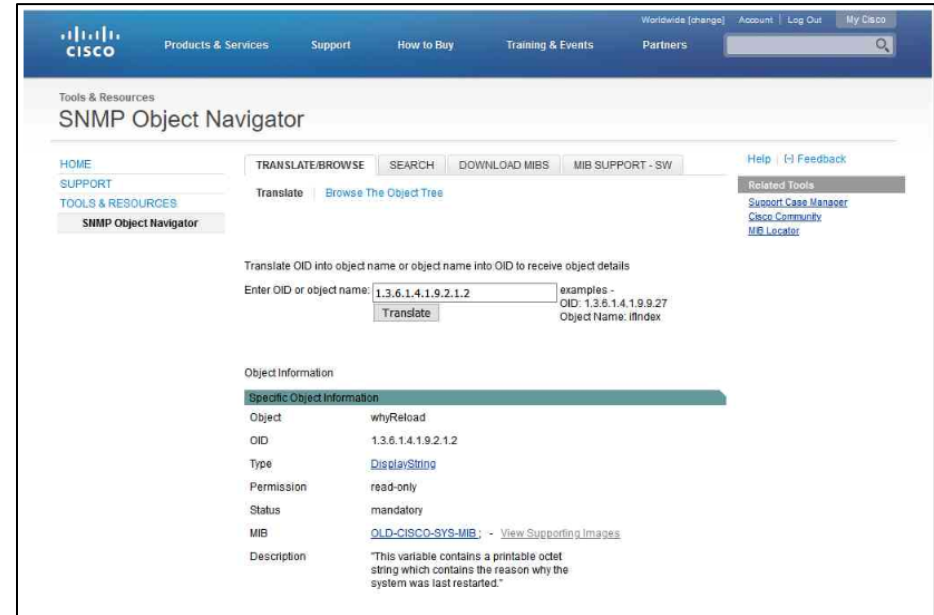 Worldwide [change] Account | Log Out My Cisco
CISCO Products & Services Support How to Buy Training & Events Partners
Tools & Resources
SNMP Object Navigator
HOME
SUPPORT
TOOLS & RESOURCES
SNMP Object Navigator
TRANSLATE/BROWSE SEARCH DOWNLOAD MIBS MIB SUPPORT - SW
Translate | Browse The Object Tree
Help | [-] Feedback
Related Tools
Support Case Manager
Cisco Community
MIB Locator
Translate OID into object name or object name into OID to receive object details
Enter OID or object name: 1.3.6.1.4.1.9.2.1.2
Translate
examples -
OID: 1.3.6.1.4.1.9.9.27
Object Name: ifIndex
Object Information
Specific Object Information
Object whyReload
OID 1.3.6.1.4.1.9.2.1.2
Type DisplayString
Permission read-only
Status mandatory
MIB OLD-CISCO-SYS-MIB ; - View Supporting Images
Description "This variable contains a printable octet
string which contains the reason why the
system was last restarted."